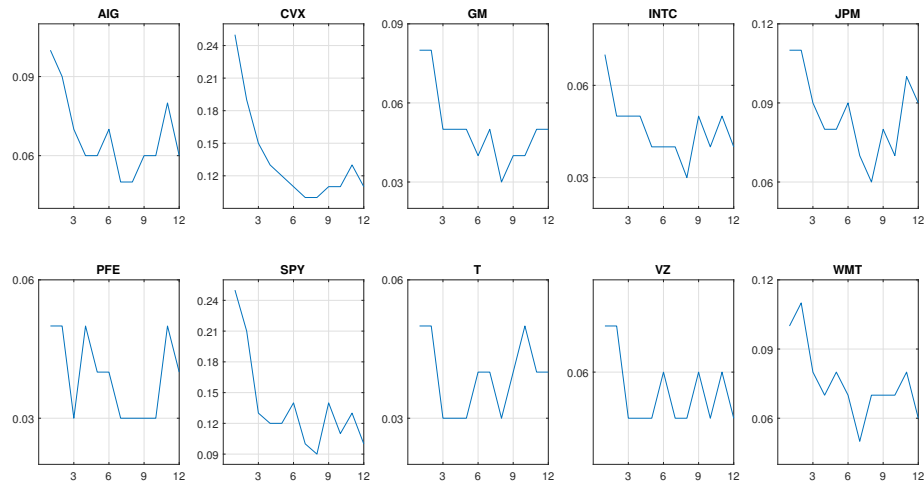 AIG CVX GM INTC JPM
0.09 0.24 0.09 0.06 0.12
0.06 0.21 0.06 0.03 0.09
0.18 0.03 0.06
0.15
0.12
3 6 9 12 3 6 9 12 3 6 9 12 3 6 9 12 3 6 9 12
PFE SPY T VZ WMT
0.06 0.24 0.06 0.06 0.12
0.03 0.21 0.03 0.09
0.18 0.06
0.15
0.12
0.09
3 6 9 12 3 6 9 12 3 6 9 12 3 6 9 12 3 6 9 12